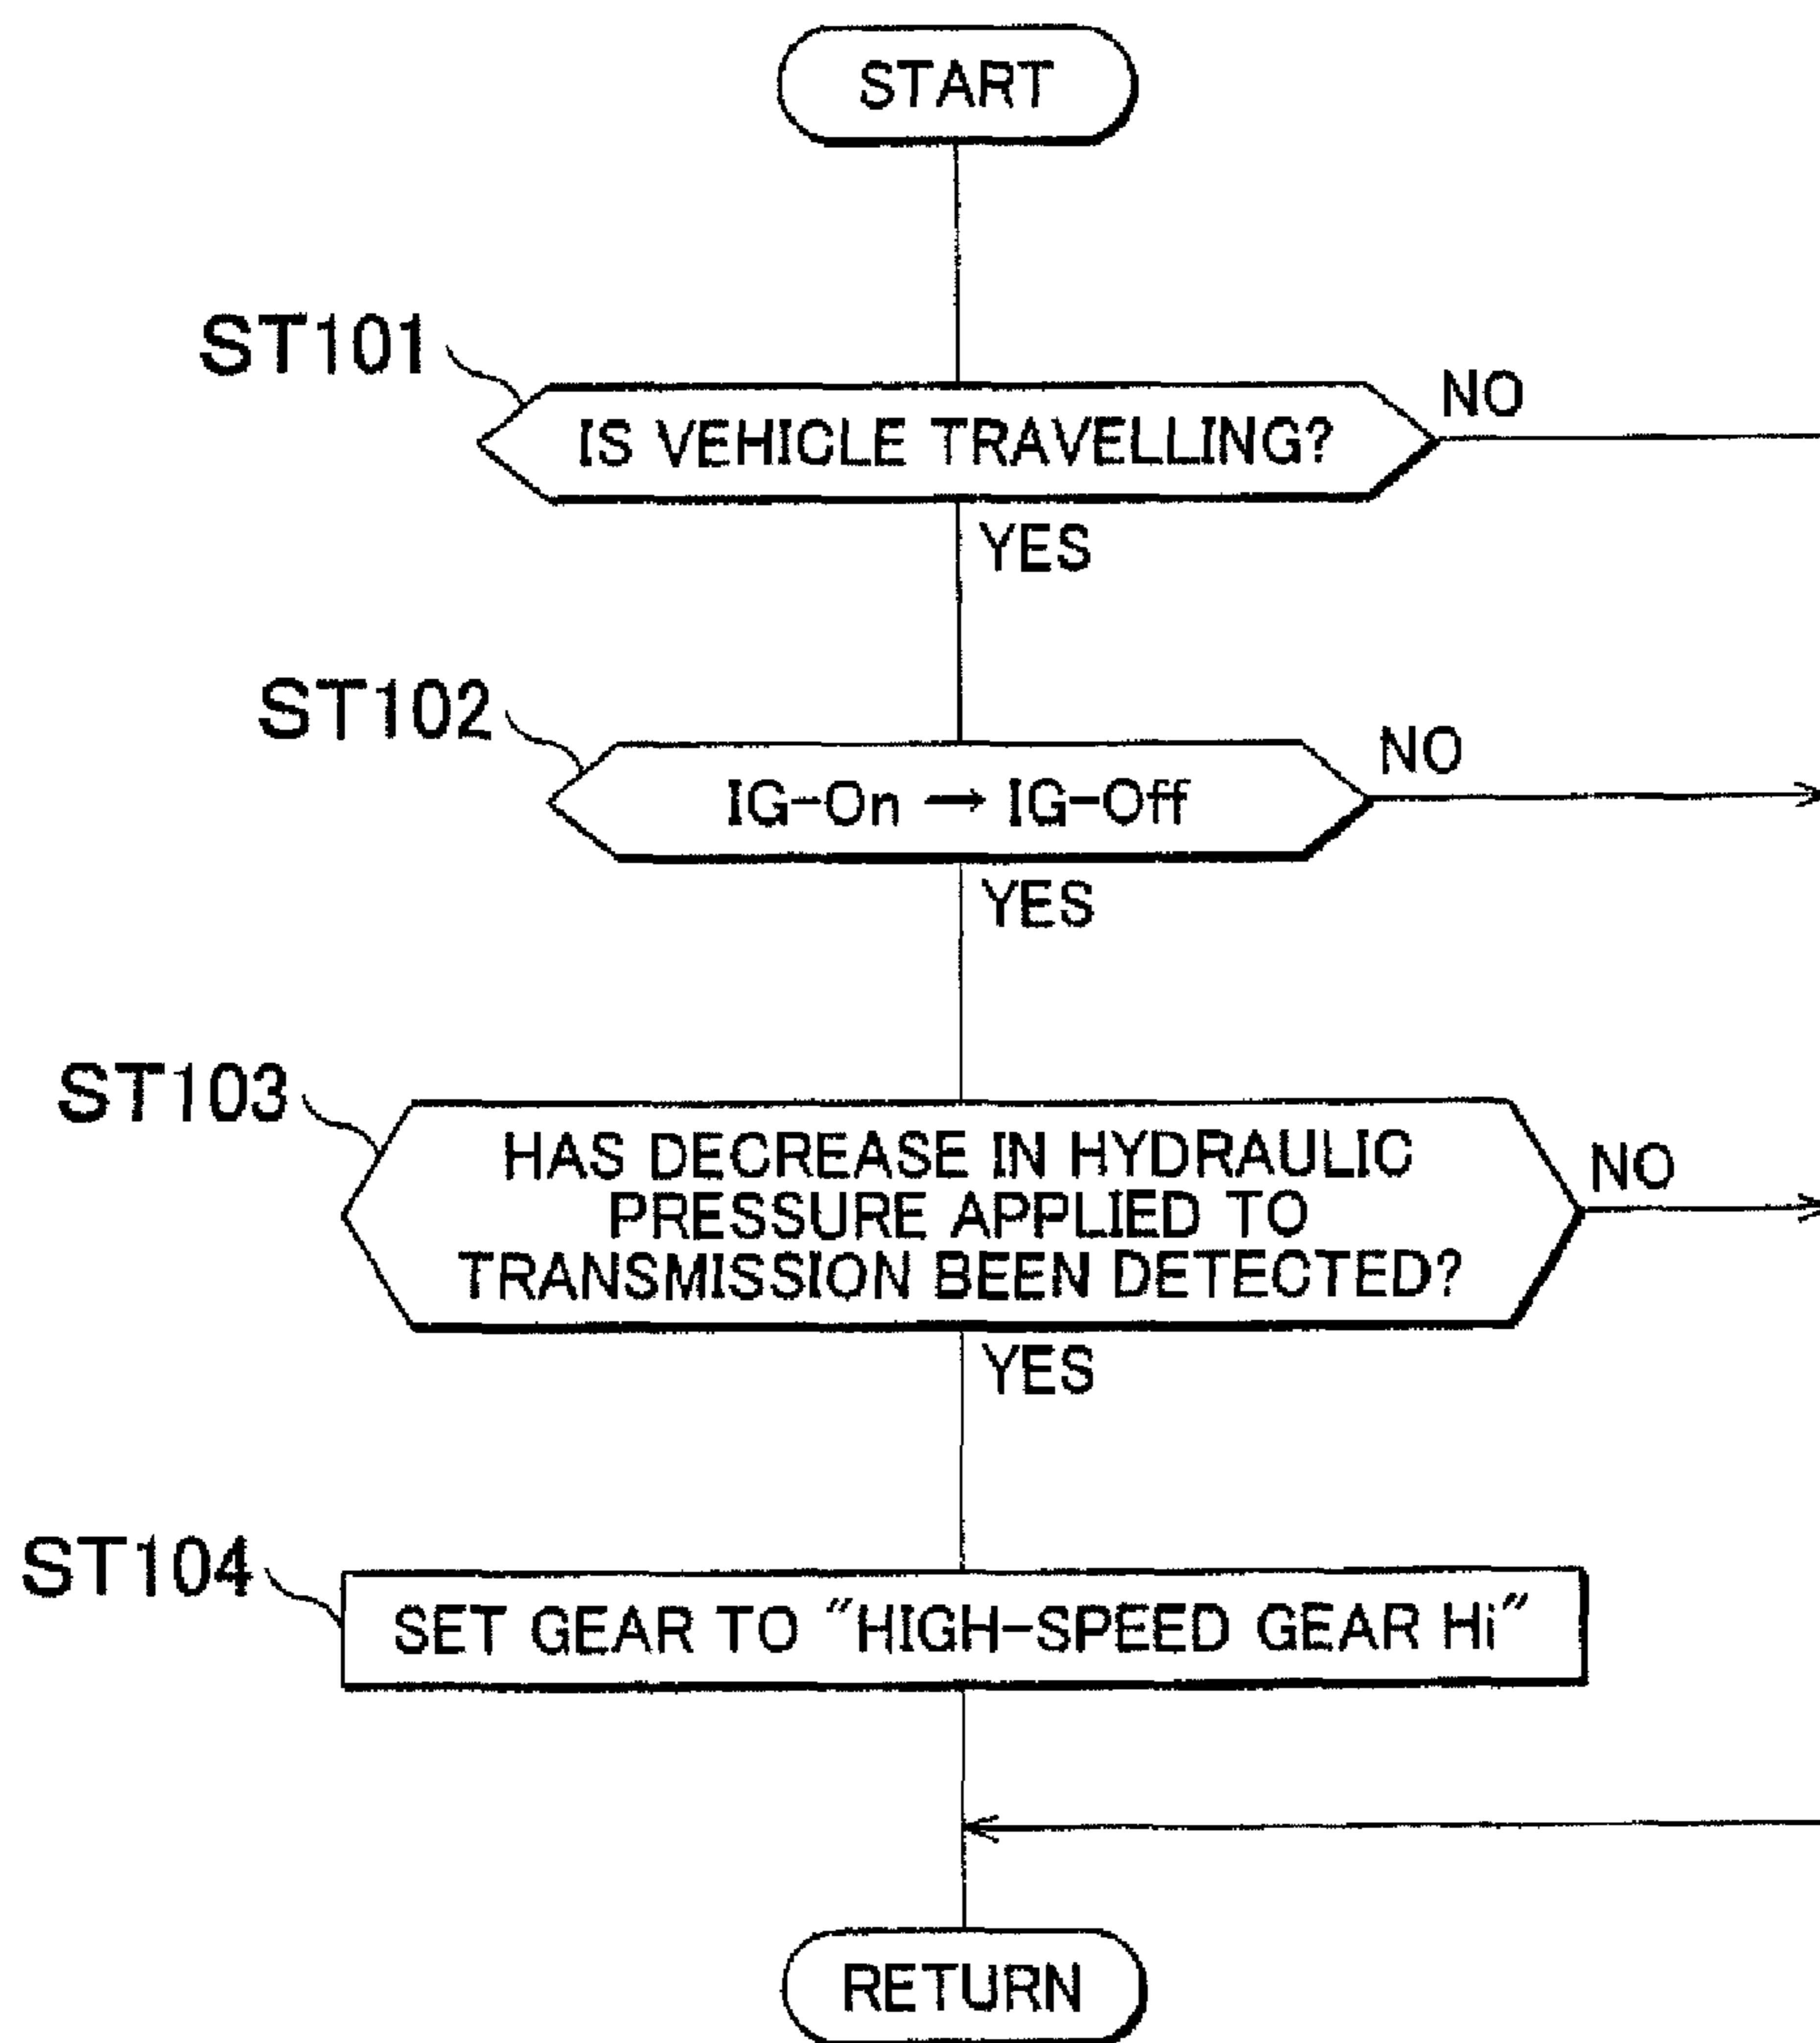 START
ST101
IS VEHICLE TRAVELLING?
NO
YES
ST102
IG-On → IG-Off
NO
YES
ST103
HAS DECREASE IN HYDRAULIC
PRESSURE APPLIED TO
TRANSMISSION BEEN DETECTED?
NO
YES
ST104
SET GEAR TO "HIGH-SPEED GEAR Hi"
RETURN